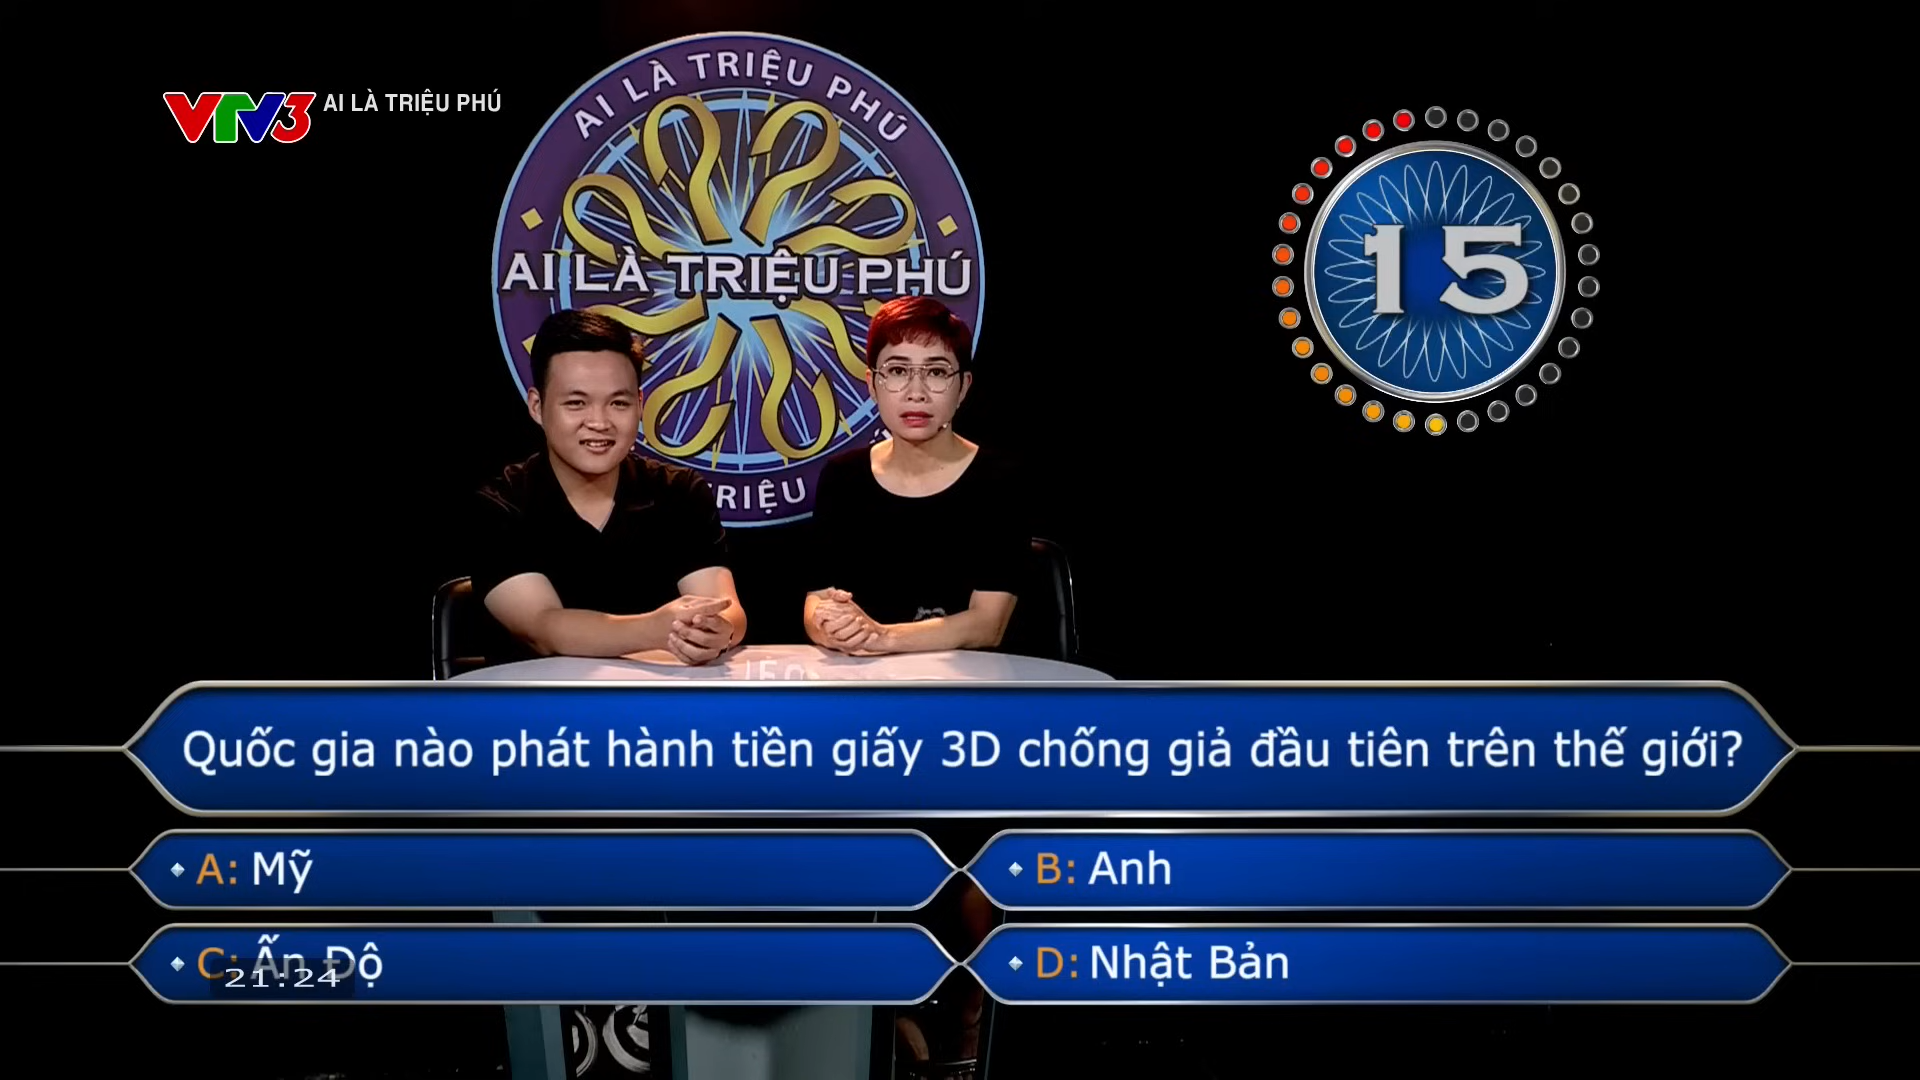 AI LÀ TRIỆU PHÚ
VTV3 AI LÀ TRIỆU PHÚ
AI LÀ TRIỆU PHÚ
15
TRIỆU
Quốc gia nào phát hành tiền giấy 3D chống giả đầu tiên trên thế giới?
A: Mỹ
B: Anh
C: Ấn Độ
21:24
D: Nhật Bản